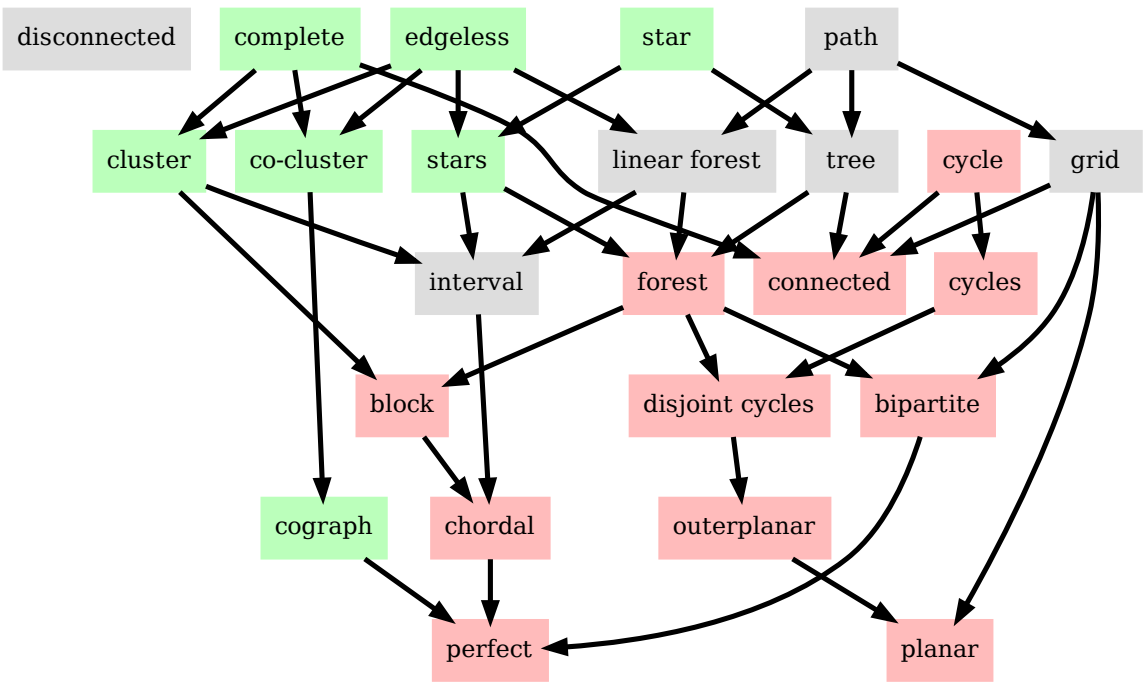 disconnected
complete
edgeless
star
path
cluster
co-cluster
stars
linear forest
tree
cycle
grid
interval
forest
connected
cycles
block
disjoint cycles
bipartite
cograph
chordal
outerplanar
perfect
planar